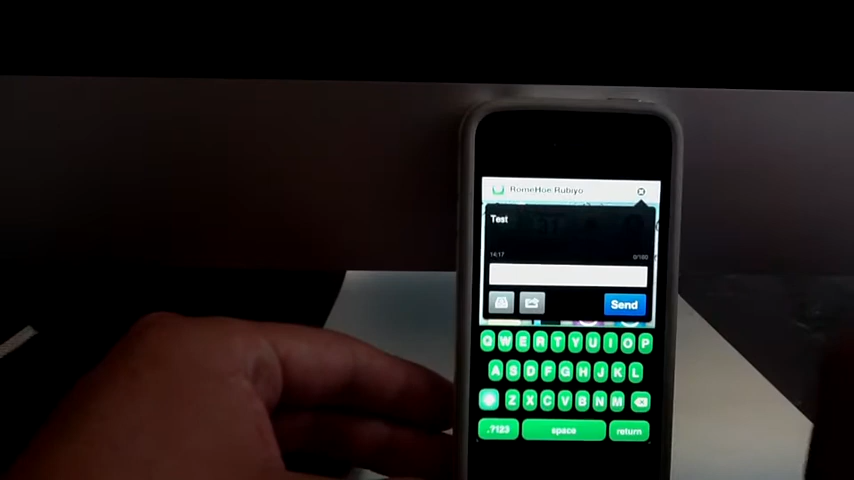 RomeHoe Rubiyo
Test
14:17
0/160
Send
Q W E R T Y U I O P
A S D F G H J K L
Z X C V B N M
.?123 space return